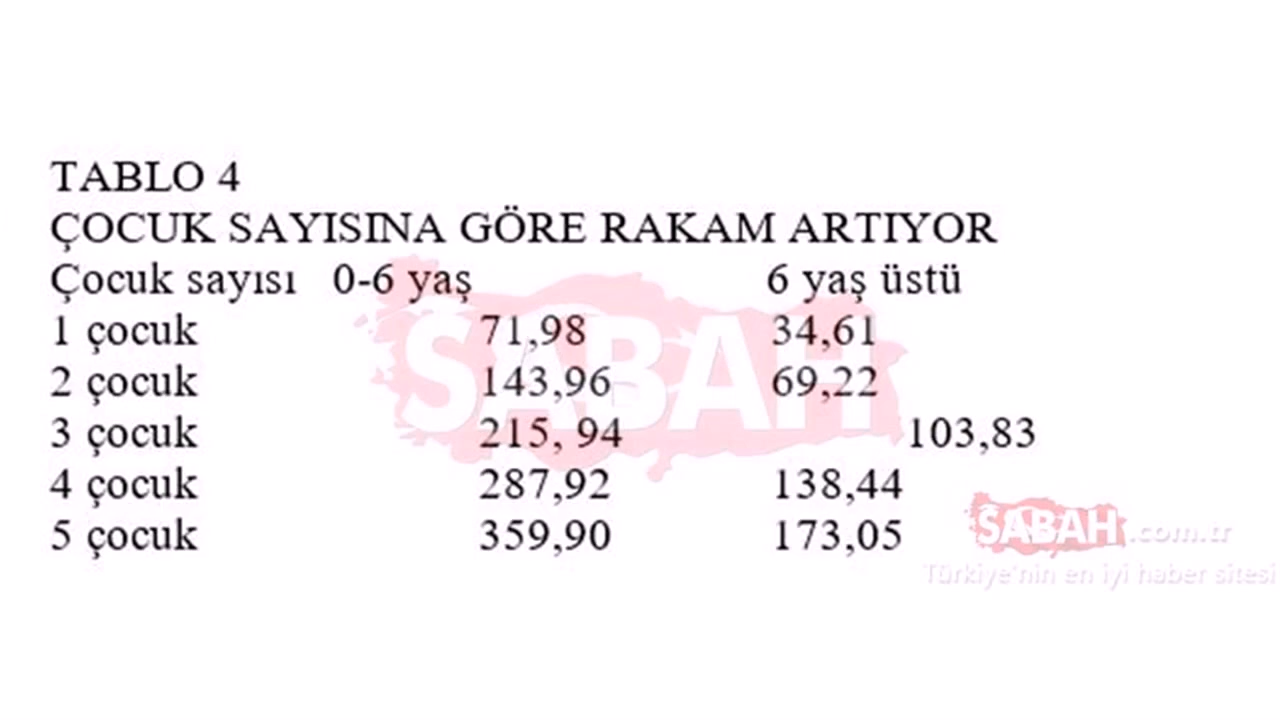 TABLO 4
ÇOCUK SAYISINA GÖRE RAKAM ARTIYOR
Çocuk sayısı 0-6 yaş 6 yaş üstü
1 çocuk 71,98 34,61
2 çocuk 143,96 69,22
3 çocuk 215, 94 103,83
4 çocuk 287,92 138,44
5 çocuk 359,90 173,05
SABAH
SABAH.com.tr
Türkiye'nin en iyi haber sitesi